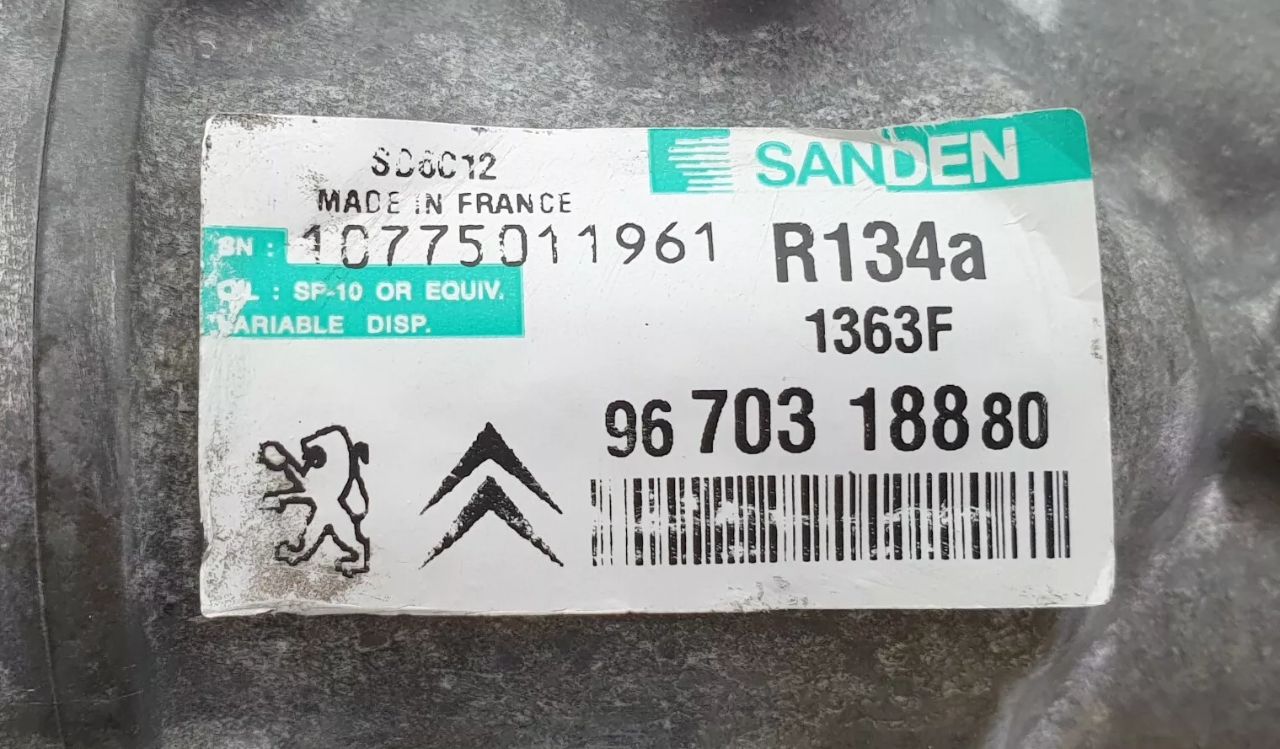 SD6C12
MADE IN FRANCE
SANDEN
SN : 10775011961
R134a
OIL : SP-10 OR EQUIV.
VARIABLE DISP.
1363F
96 703 188 80